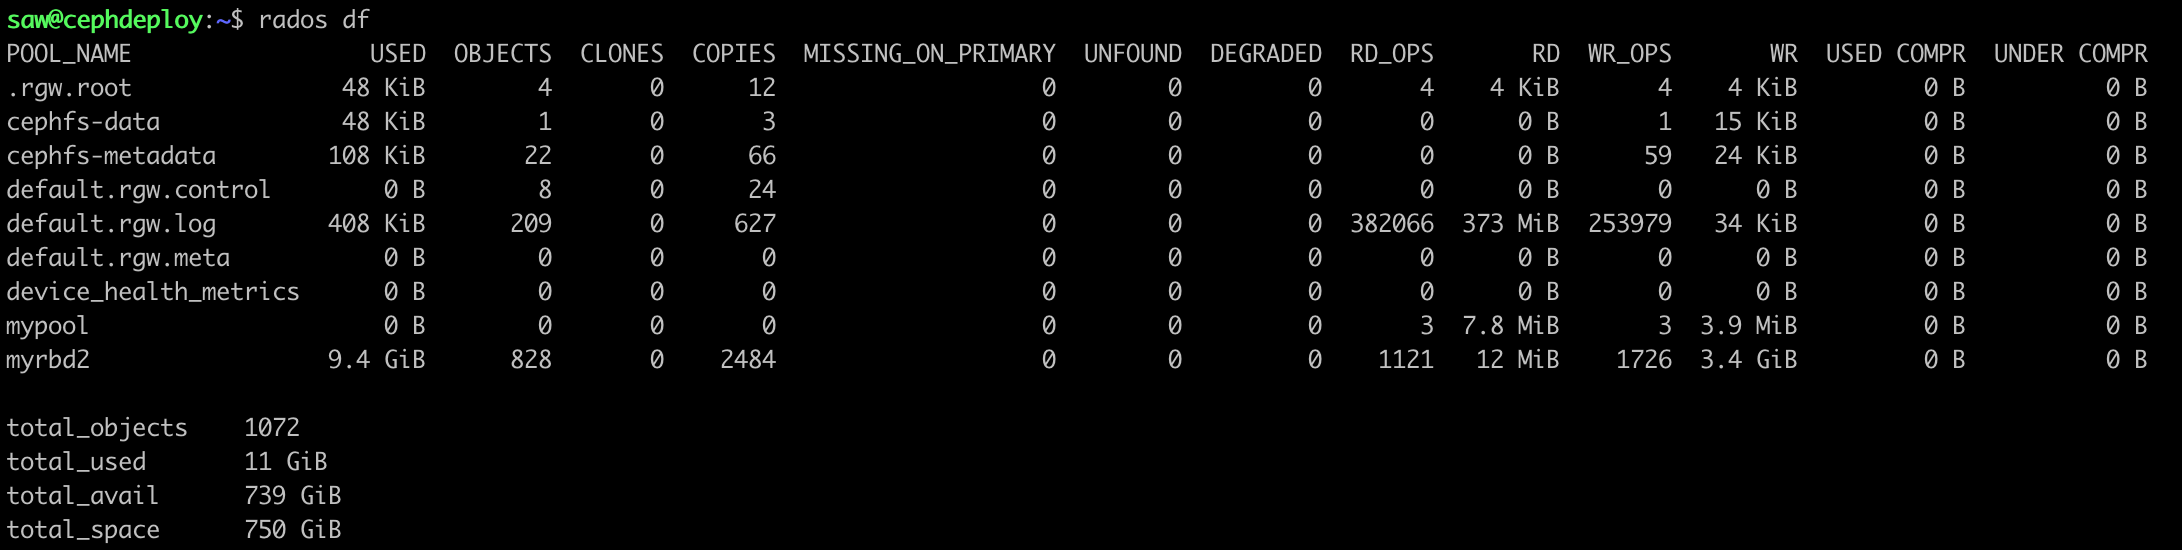 saw@cephdeploy:~$ rados df
POOL_NAME                 USED  OBJECTS  CLONES  COPIES  MISSING_ON_PRIMARY  UNFOUND  DEGRADED  RD_OPS       RD  WR_OPS       WR  USED COMPR  UNDER COMPR
.rgw.root               48 KiB        4       0      12                   0        0         0       4    4 KiB       4    4 KiB         0 B          0 B
cephfs-data             48 KiB        1       0       3                   0        0         0       0      0 B       1   15 KiB         0 B          0 B
cephfs-metadata        108 KiB       22       0      66                   0        0         0       0      0 B      59   24 KiB         0 B          0 B
default.rgw.control        0 B        8       0      24                   0        0         0       0      0 B       0      0 B         0 B          0 B
default.rgw.log        408 KiB      209       0     627                   0        0         0  382066  373 MiB  253979   34 KiB         0 B          0 B
default.rgw.meta           0 B        0       0       0                   0        0         0       0      0 B       0      0 B         0 B          0 B
device_health_metrics      0 B        0       0       0                   0        0         0       0      0 B       0      0 B         0 B          0 B
mypool                     0 B        0       0       0                   0        0         0       3  7.8 MiB       3  3.9 MiB         0 B          0 B
myrbd2                 9.4 GiB      828       0    2484                   0        0         0    1121   12 MiB    1726  3.4 GiB         0 B          0 B
total_objects    1072
total_used       11 GiB
total_avail      739 GiB
total_space      750 GiB